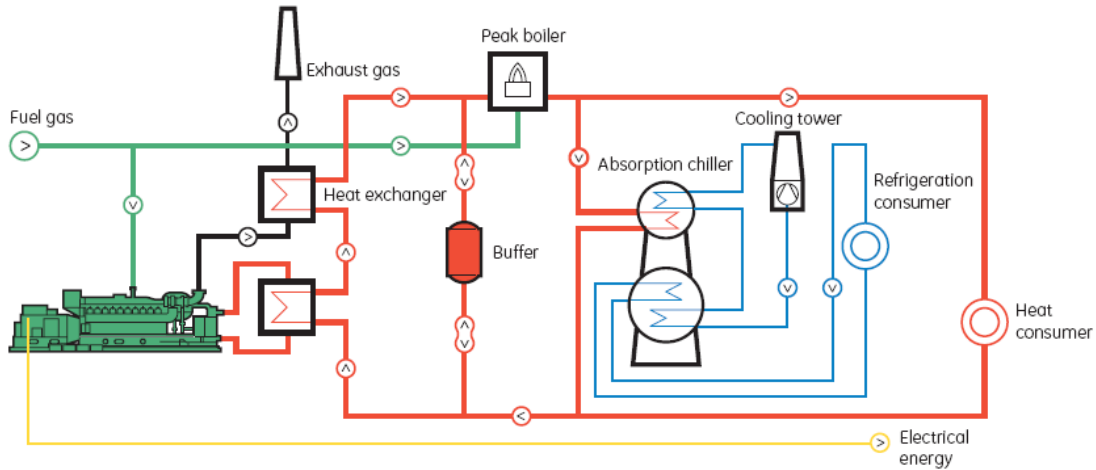 Peak boiler
Exhaust gas
Fuel gas
Cooling tower
Absorption chiller
Heat exchanger
Refrigeration
consumer
Buffer
Heat
consumer
Electrical
energy